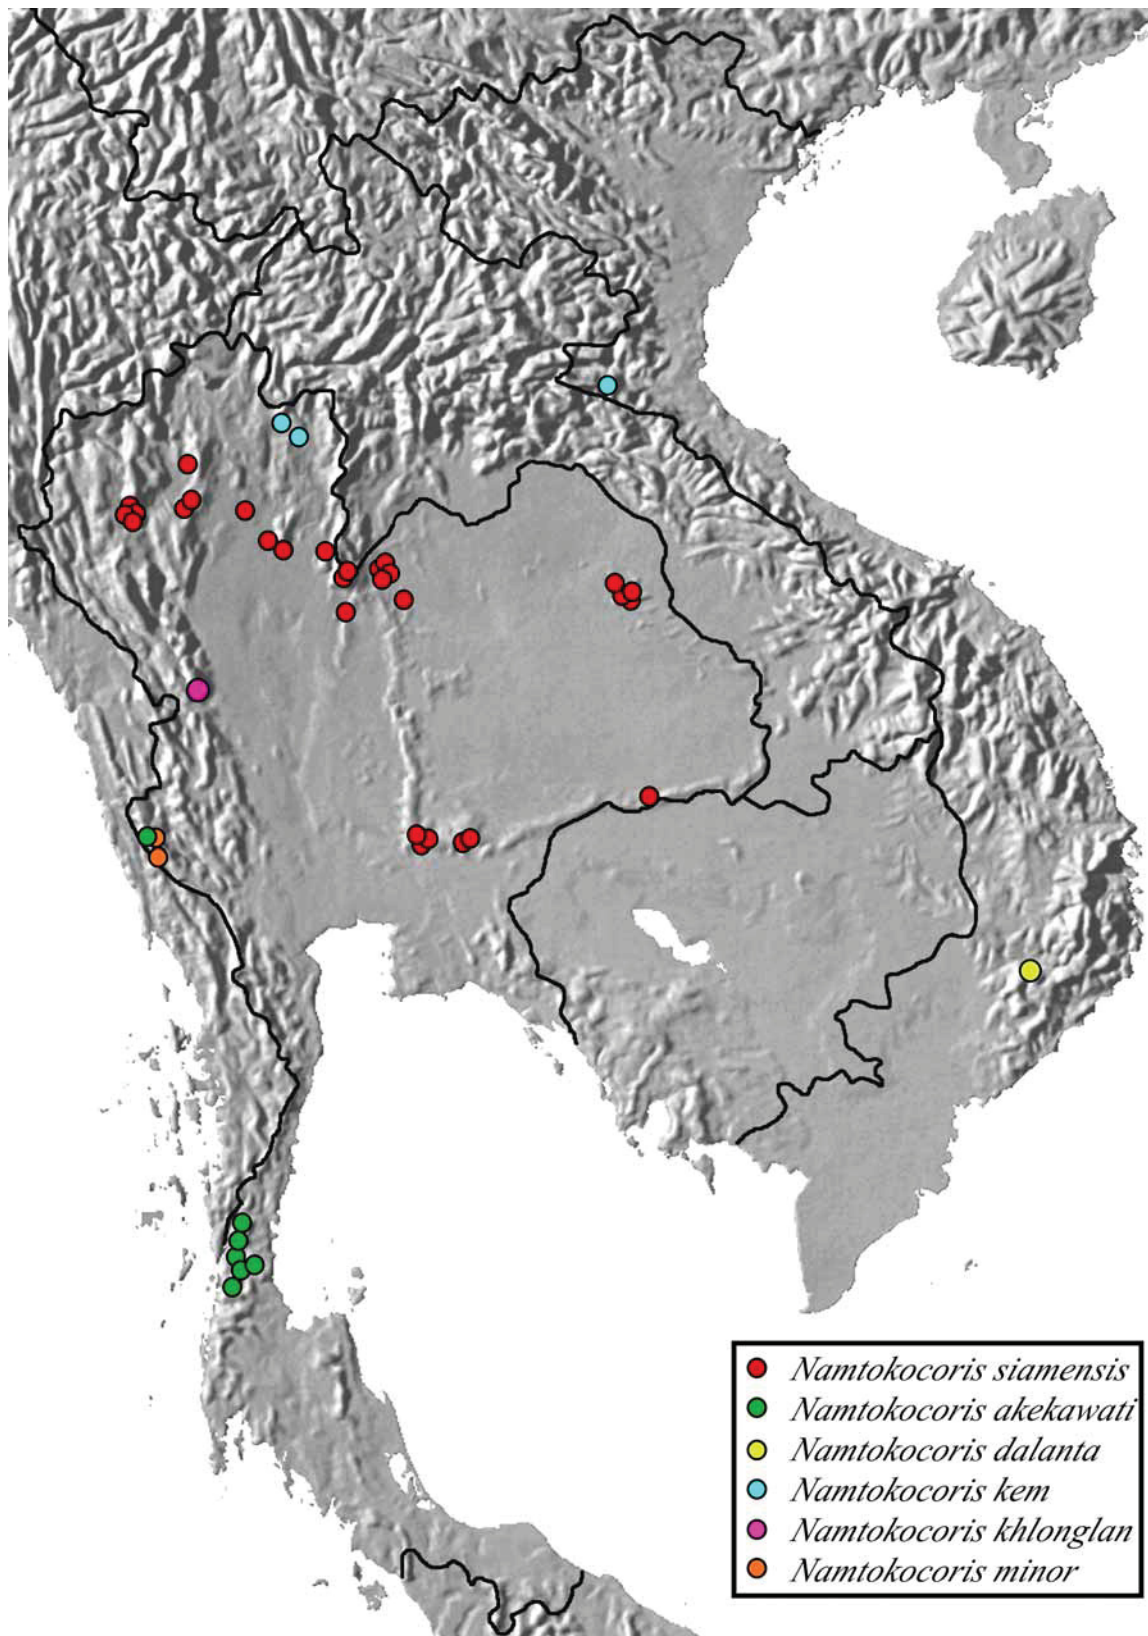 Namtokocoris siamensis
Namtokocoris akekawati
Namtokocoris dalanta
Namtokocoris kem
Namtokocoris khlonglan
Namtokocoris minor